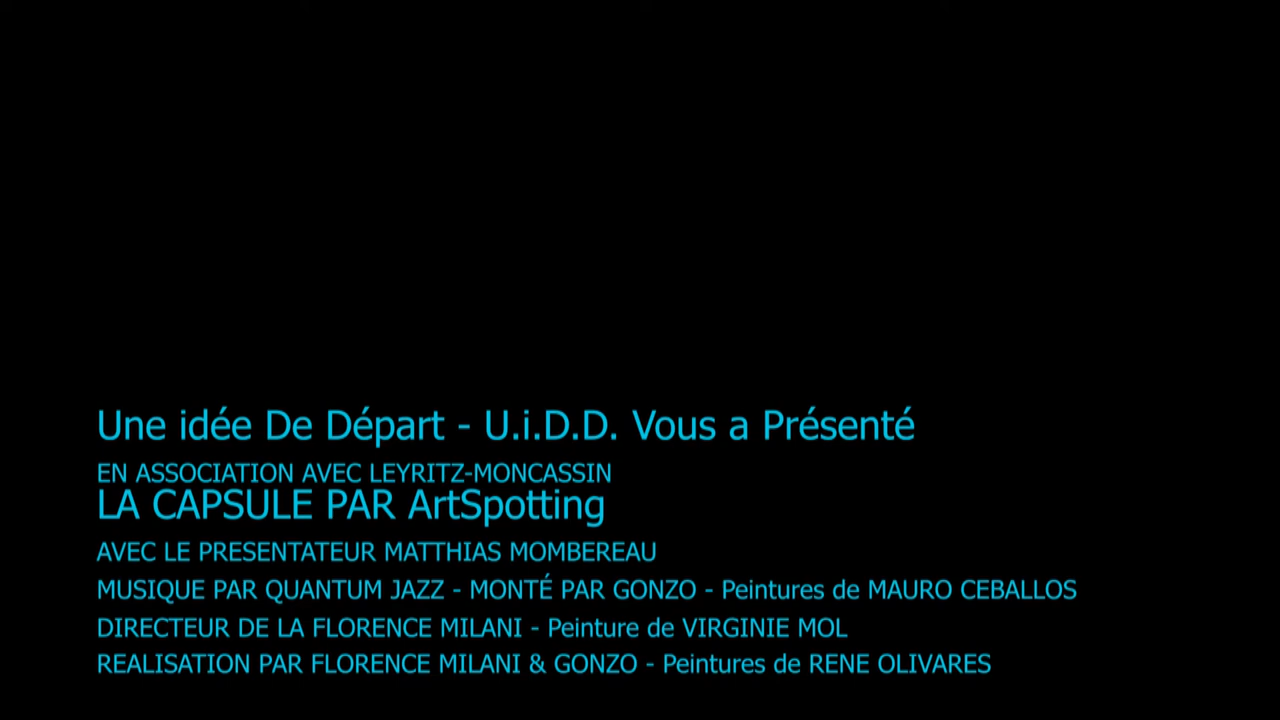 Une idée De Départ - U.i.D.D. Vous a Présenté
EN ASSOCIATION AVEC LEYRITZ-MONCASSIN
LA CAPSULE PAR ArtSpotting
AVEC LE PRESENTATEUR MATTHIAS MOMBEREAU
MUSIQUE PAR QUANTUM JAZZ - MONTÉ PAR GONZO - Peintures de MAURO CEBALLOS
DIRECTEUR DE LA FLORENCE MILANI - Peinture de VIRGINIE MOL
REALISATION PAR FLORENCE MILANI & GONZO - Peintures de RENE OLIVARES